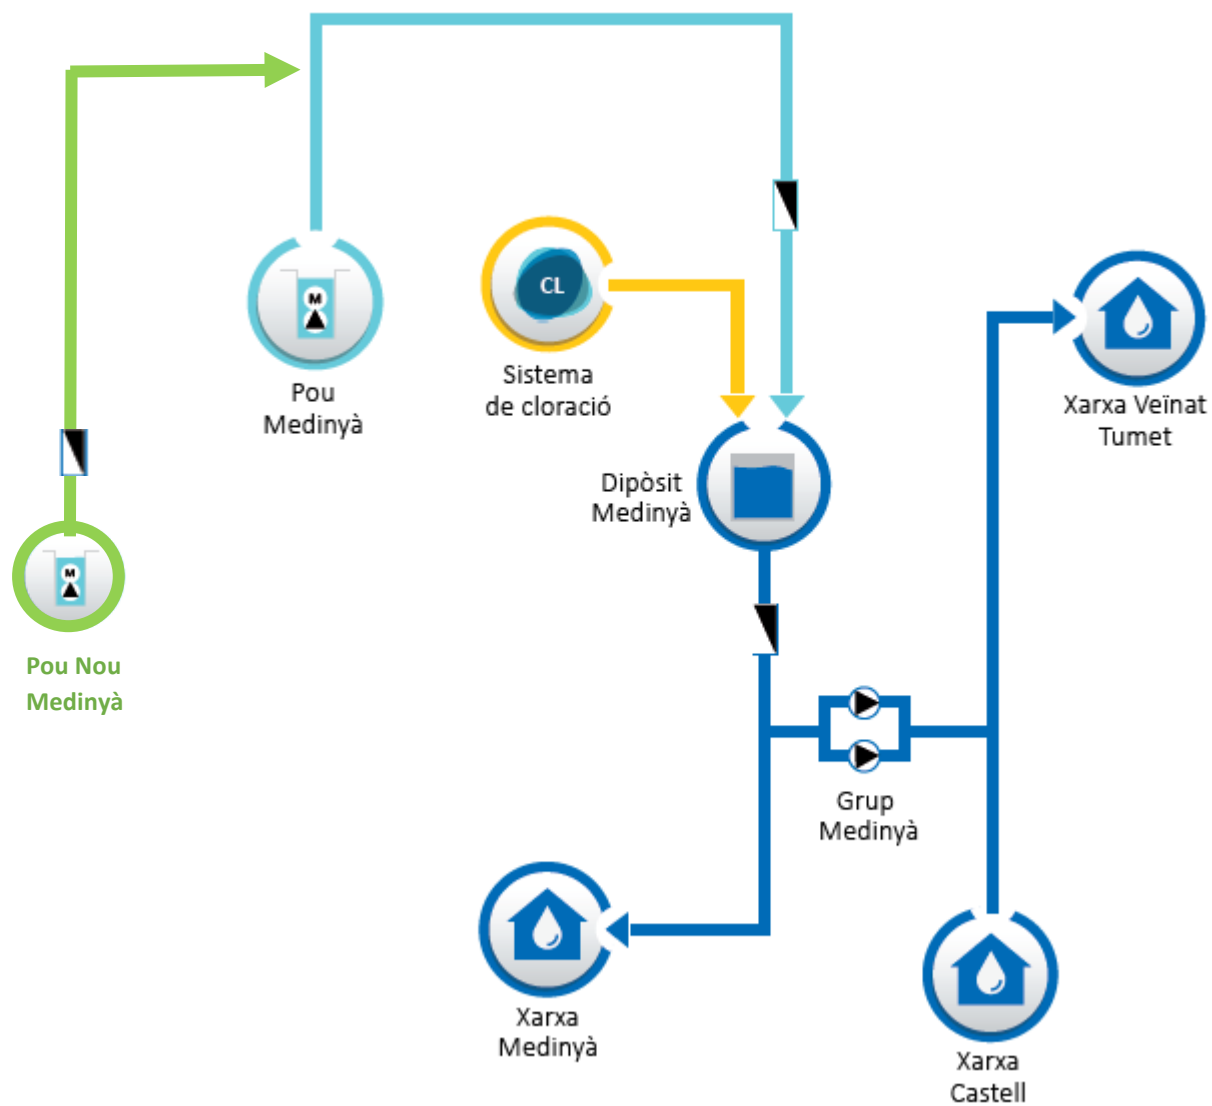 M
Pou
Medinyà
CL
Sistema
de cloració
Xarxa Veïnat
Tumet
Dipòsit
Medinyà
M
Pou Nou
Medinyà
Grup
Medinyà
Xarxa
Medinyà
Xarxa
Castell